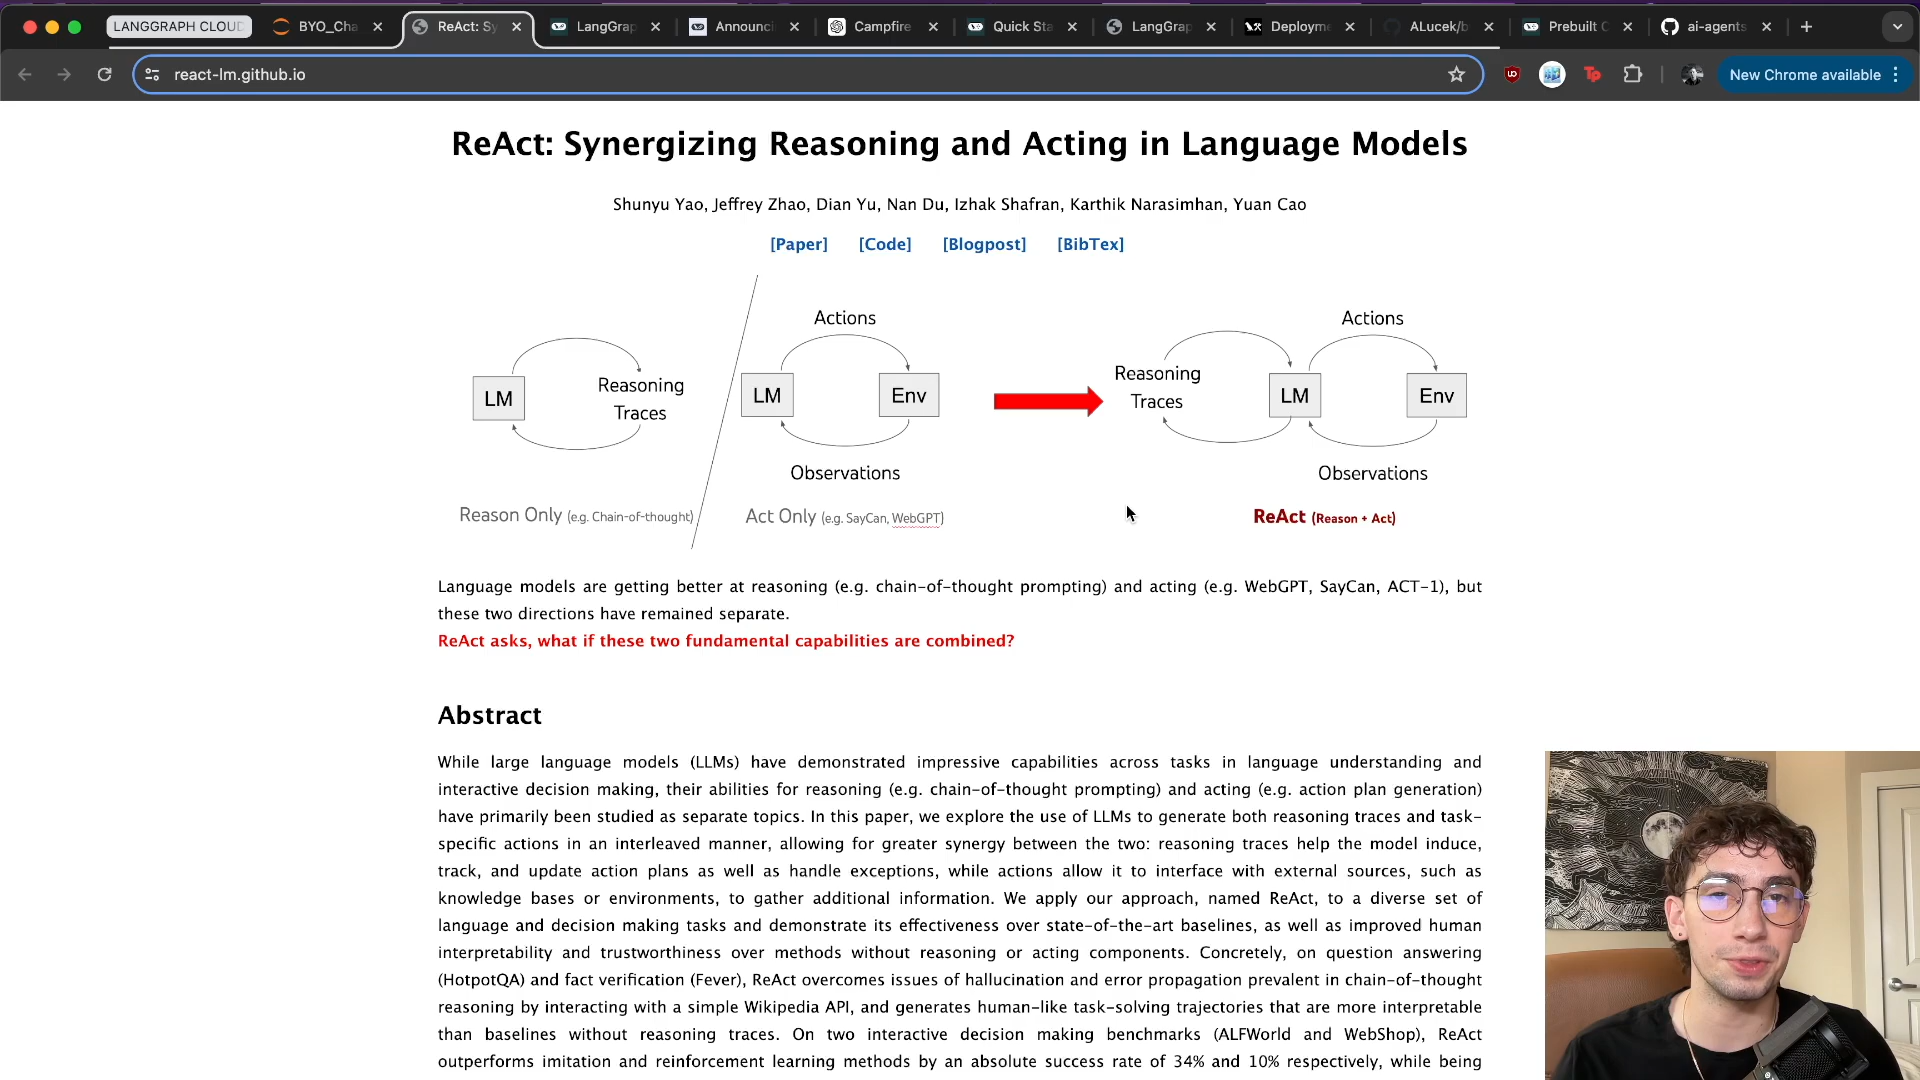 LANGGRAPH CLOUD
BYO_Cha
ReAct: Sy
LangGrap
Announci
Campfire
Quick Sta
LangGrap
Deployme
ALucek/b
Prebuilt C
ai-agents
react-lm.github.io
New Chrome available
ReAct: Synergizing Reasoning and Acting in Language Models
Shunyu Yao, Jeffrey Zhao, Dian Yu, Nan Du, Izhak Shafran, Karthik Narasimhan, Yuan Cao
[Paper] [Code] [Blogpost] [BibTex]
Actions
LM
Reasoning
Traces
LM
Env
Observations
Reason Only (e.g. Chain-of-thought)
Act Only (e.g. SayCan, WebGPT)
Actions
Reasoning
Traces
LM
Env
Observations
ReAct (Reason + Act)
Language models are getting better at reasoning (e.g. chain-of-thought prompting) and acting (e.g. WebGPT, SayCan, ACT-1), but
these two directions have remained separate.
ReAct asks, what if these two fundamental capabilities are combined?
Abstract
While large language models (LLMs) have demonstrated impressive capabilities across tasks in language understanding and
interactive decision making, their abilities for reasoning (e.g. chain-of-thought prompting) and acting (e.g. action plan generation)
have primarily been studied as separate topics. In this paper, we explore the use of LLMs to generate both reasoning traces and task-
specific actions in an interleaved manner, allowing for greater synergy between the two: reasoning traces help the model induce,
track, and update action plans as well as handle exceptions, while actions allow it to interface with external sources, such as
knowledge bases or environments, to gather additional information. We apply our approach, named ReAct, to a diverse set of
language and decision making tasks and demonstrate its effectiveness over state-of-the-art baselines, as well as improved human
interpretability and trustworthiness over methods without reasoning or acting components. Concretely, on question answering
(HotpotQA) and fact verification (Fever), ReAct overcomes issues of hallucination and error propagation prevalent in chain-of-thought
reasoning by interacting with a simple Wikipedia API, and generates human-like task-solving trajectories that are more interpretable
than baselines without reasoning traces. On two interactive decision making benchmarks (ALFWorld and WebShop), ReAct
outperforms imitation and reinforcement learning methods by an absolute success rate of 34% and 10% respectively, while being